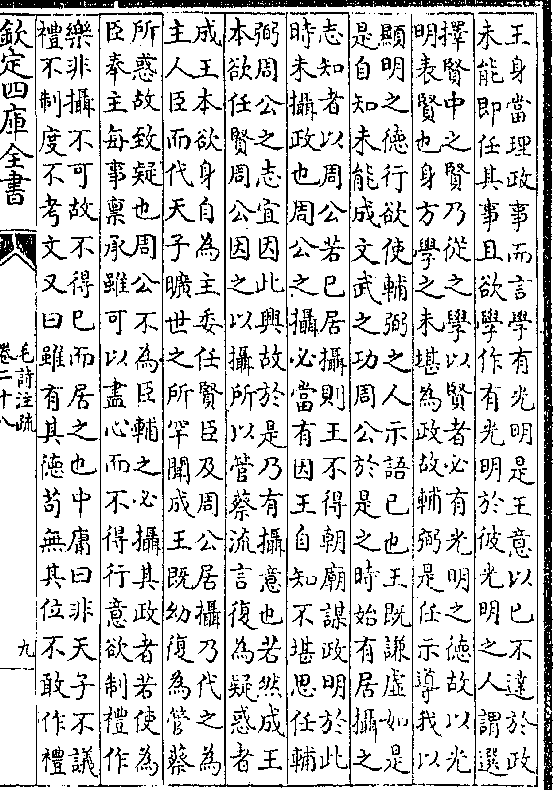 王身當理政事而言學有光明是王意以已不達於政
未能即任其事且欲學作有光明於彼光明之人謂選
擇賢中之賢乃從之學以賢者必有光明之德故以光
明表賢也身方學之未堪為政故輔弼是任示導我以
顯明之德行欲使輔弼之人示語已也王既謙虚如是
是自知未能成文武之功周公於是之時始有居攝之
志知者以周公若已居攝則王不得朝廟謀政明於此
時未攝政也周公之攝必當有因王自知不堪思任輔
弼周公之志宜因此興故於是乃有攝意也若然成王
本欲任賢周公因之以攝所以管蔡流言復為疑惑者
成王本欲身自為主委任賢臣及周公居攝乃代之為
主人臣而代天子曠世之所罕聞成王既幼復為管蔡
所惑故致疑也周公不為臣輔之必攝其政者若使為
臣奉主每事禀承雖可以盡心而不得行意欲制禮作
樂非攝不可故不得已而居之也中庸曰非天子不議
禮不制度不考文又曰雖有其德苟無其位不敢作禮
欽定四庫全書
毛詩注疏
卷二十八
九